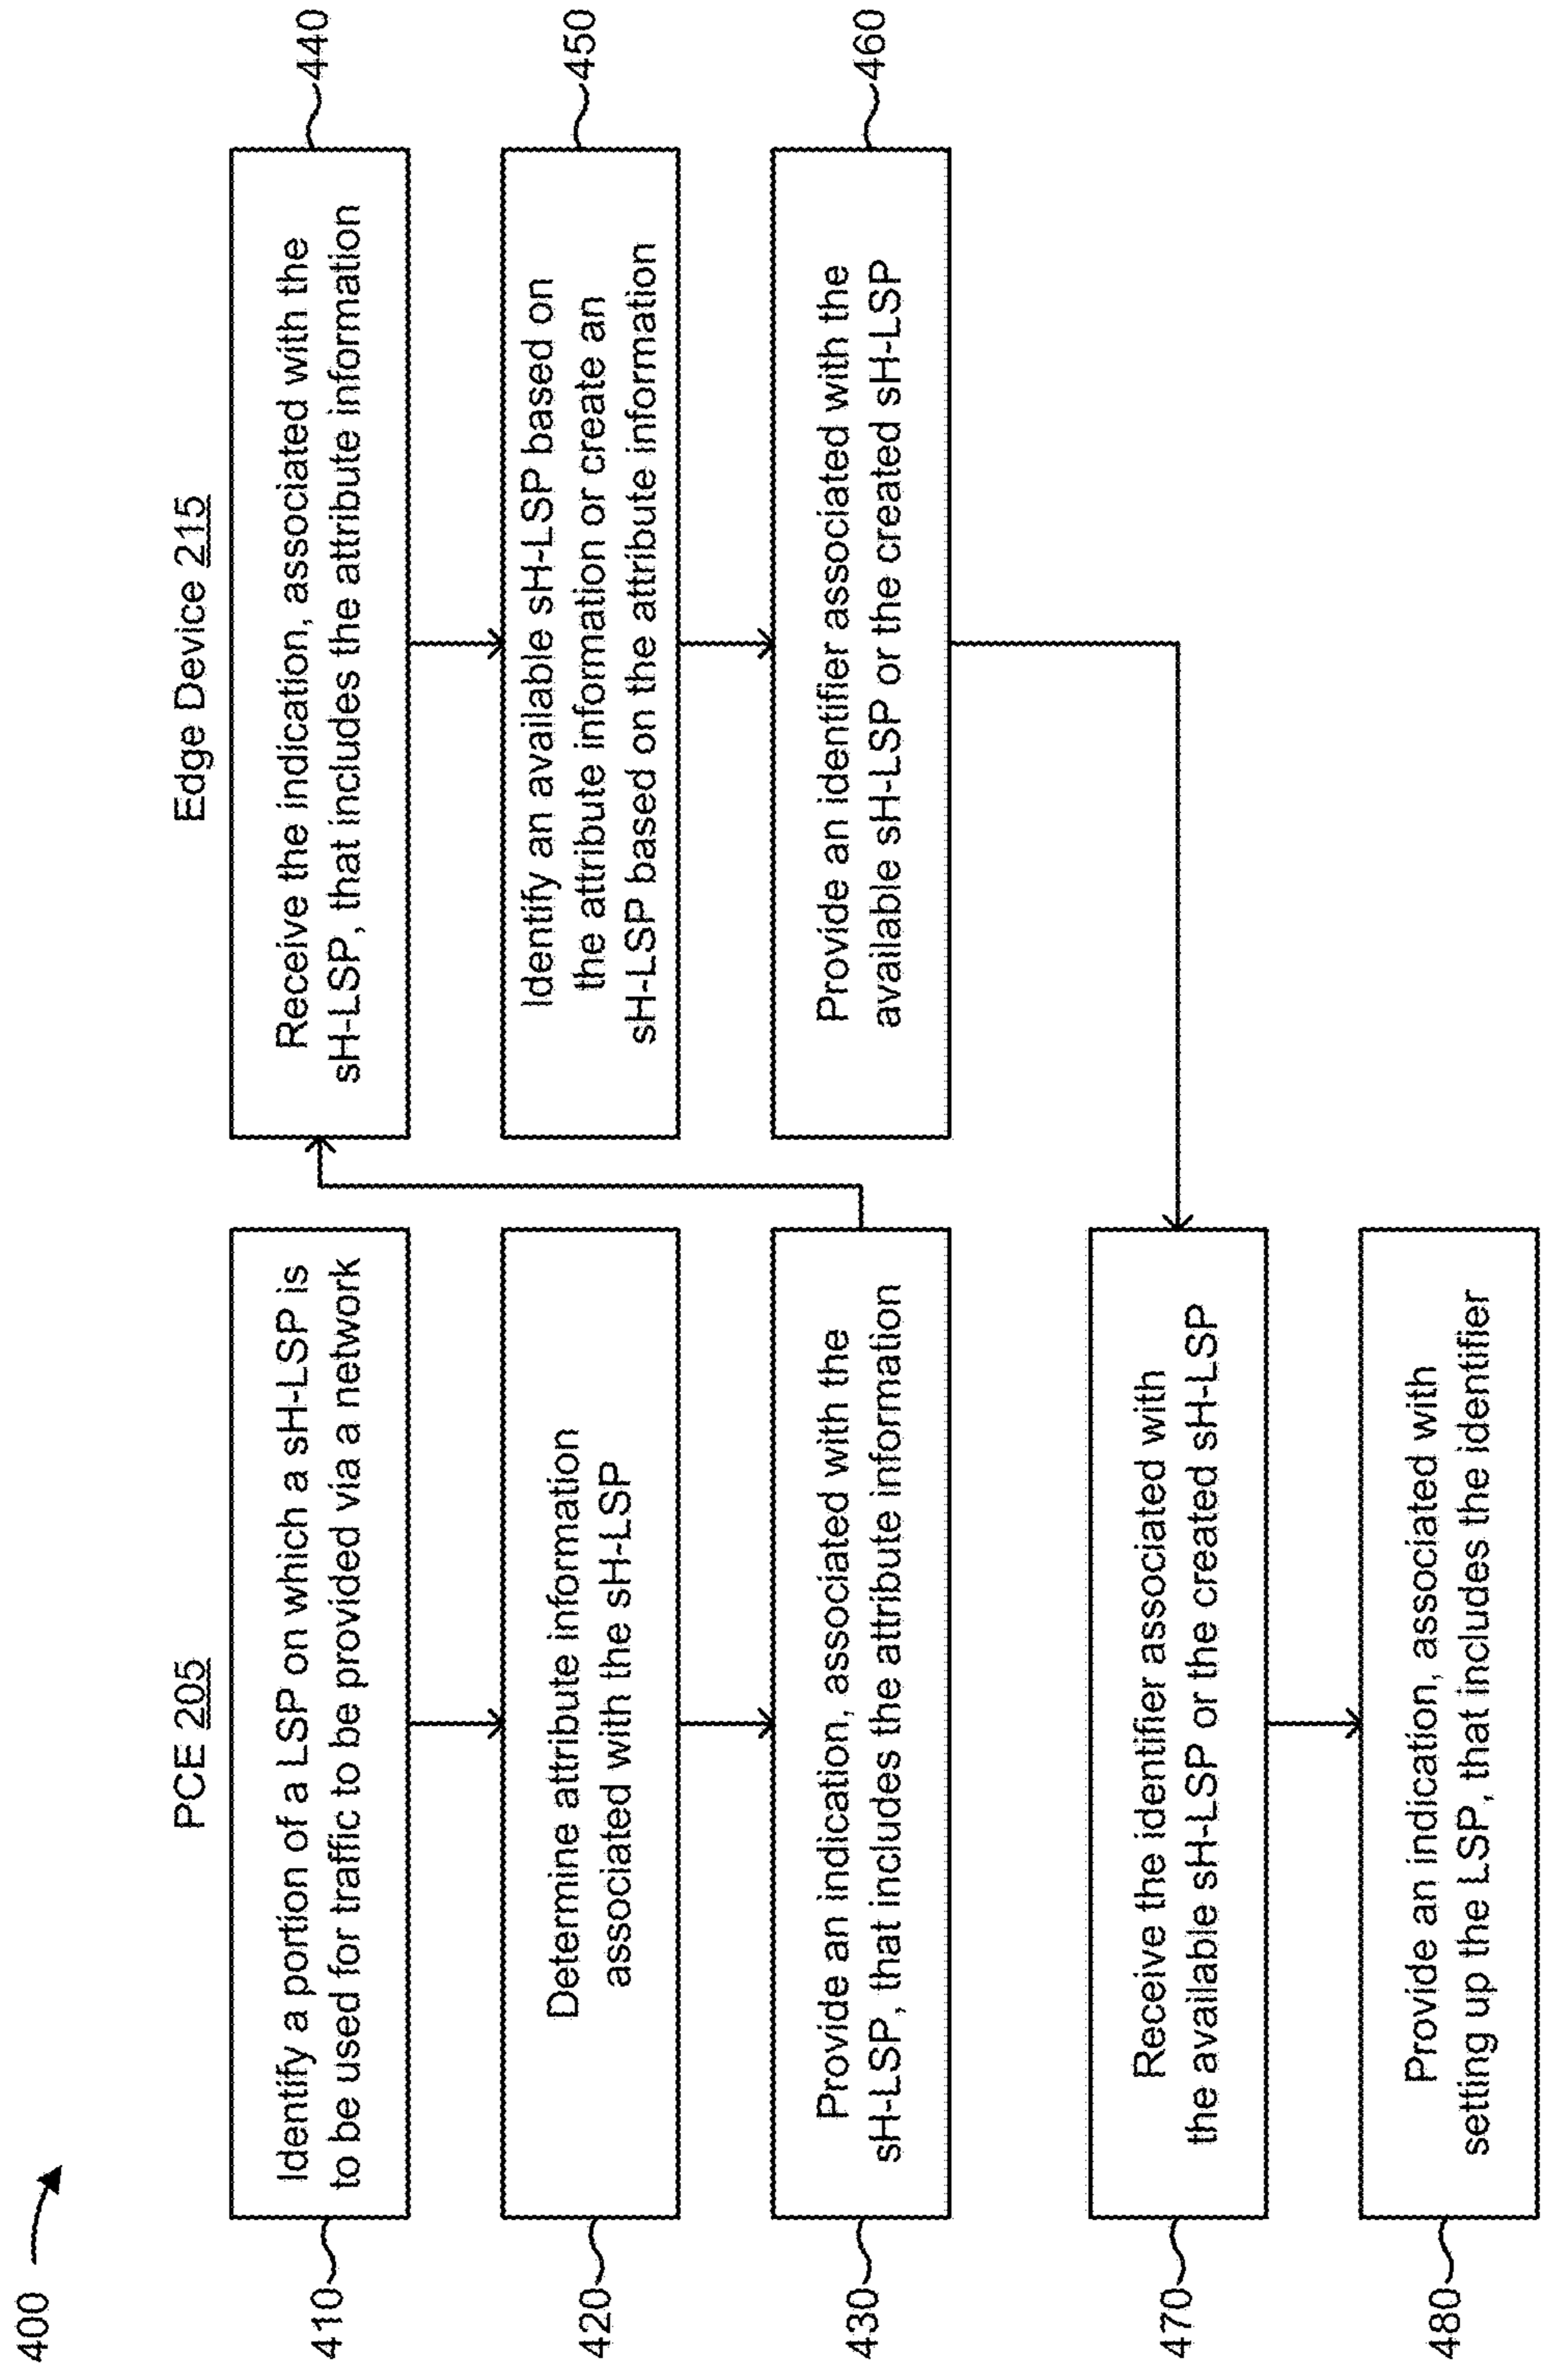 400
PCE 205
410
Identify a portion of a LSP on which a sH-LSP is
to be used for traffic to be provided via a network
420
Determine attribute information
associated with the sH-LSP
430
Provide an indication, associated with the
sH-LSP, that includes the attribute information
Edge Device 215
440
Receive the indication, associated with the
sH-LSP, that includes the attribute information
450
Identify an available sH-LSP based on
the attribute information or create an
sH-LSP based on the attribute information
460
Provide an identifier associated with the
available sH-LSP or the created sH-LSP
470
Receive the identifier associated with
the available sH-LSP or the created sH-LSP
480
Provide an indication, associated with
setting up the LSP, that includes the identifier